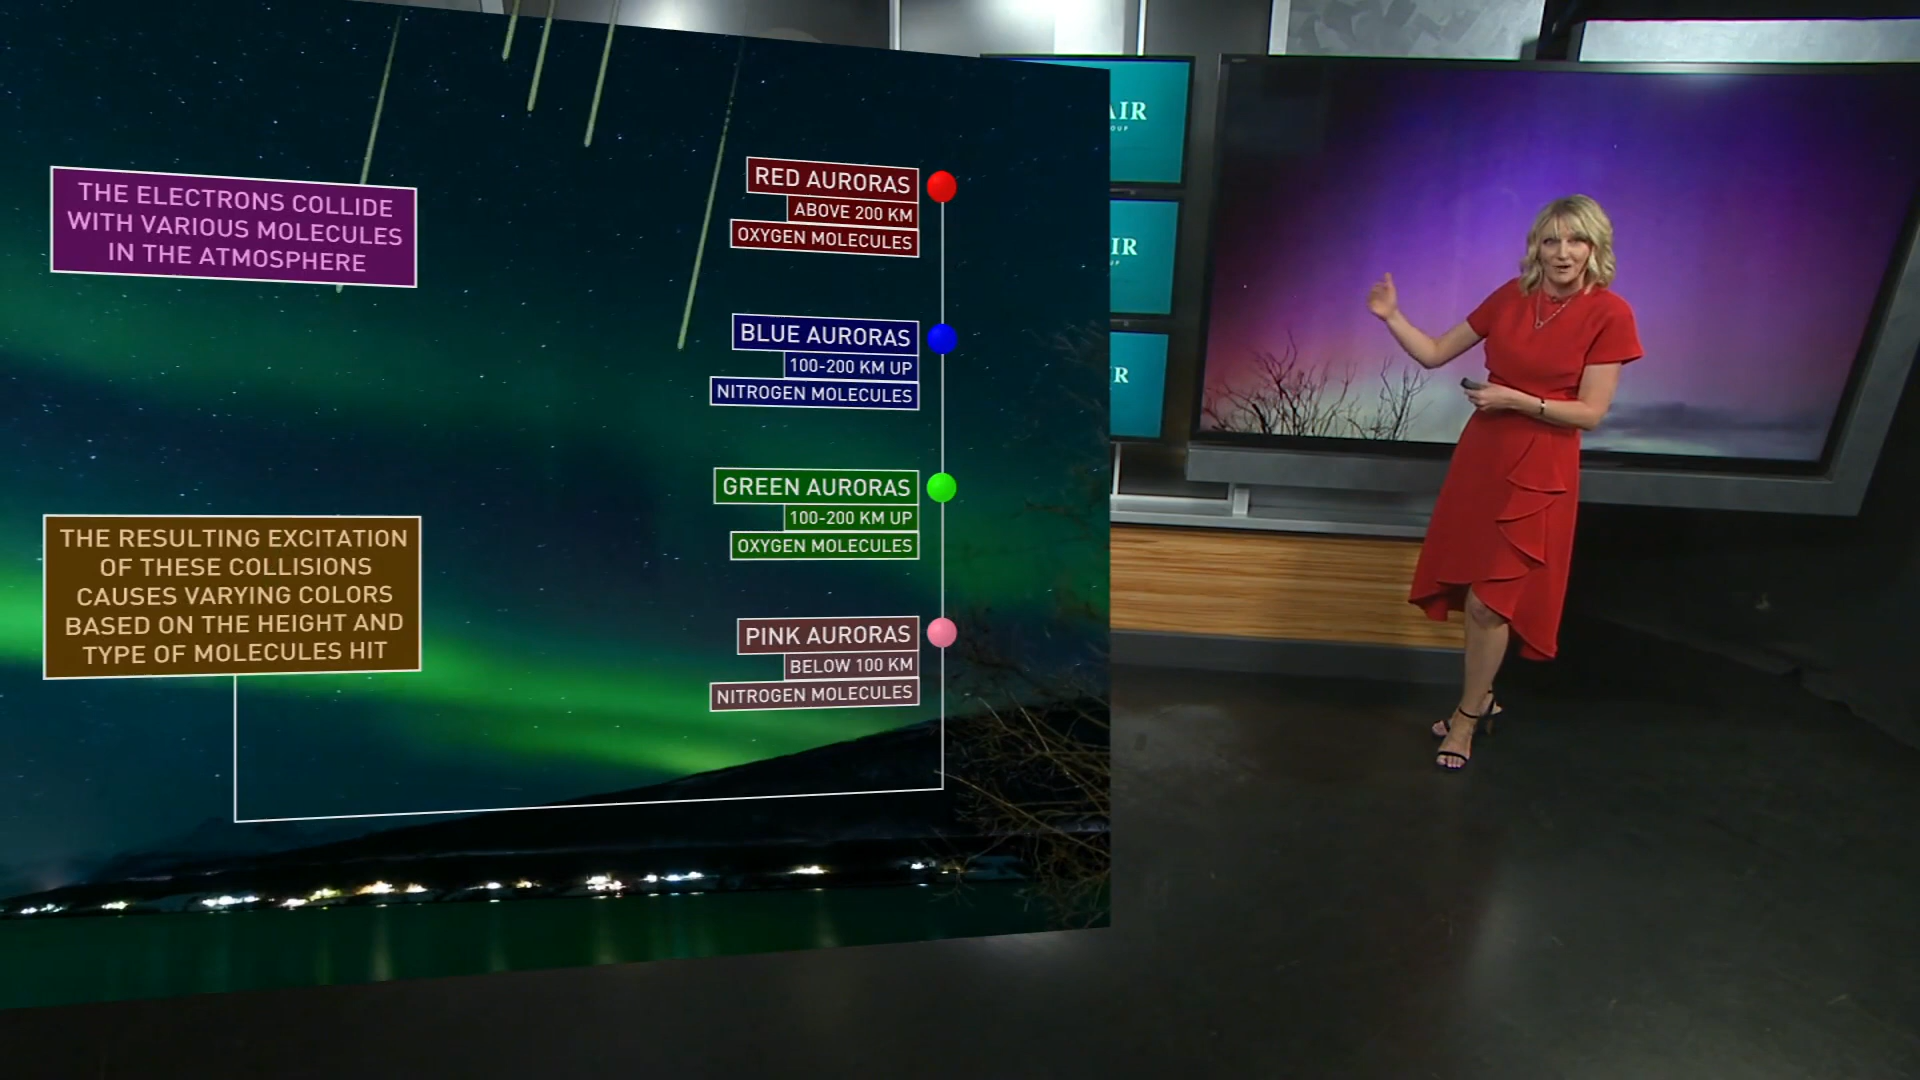 THE ELECTRONS COLLIDE
WITH VARIOUS MOLECULES
IN THE ATMOSPHERE
THE RESULTING EXCITATION
OF THESE COLLISIONS
CAUSES VARYING COLORS
BASED ON THE HEIGHT AND
TYPE OF MOLECULES HIT
RED AURORAS
ABOVE 200 KM
OXYGEN MOLECULES
BLUE AURORAS
100-200 KM UP
NITROGEN MOLECULES
GREEN AURORAS
100-200 KM UP
OXYGEN MOLECULES
PINK AURORAS
BELOW 100 KM
NITROGEN MOLECULES
AIR
OUP
IR
R